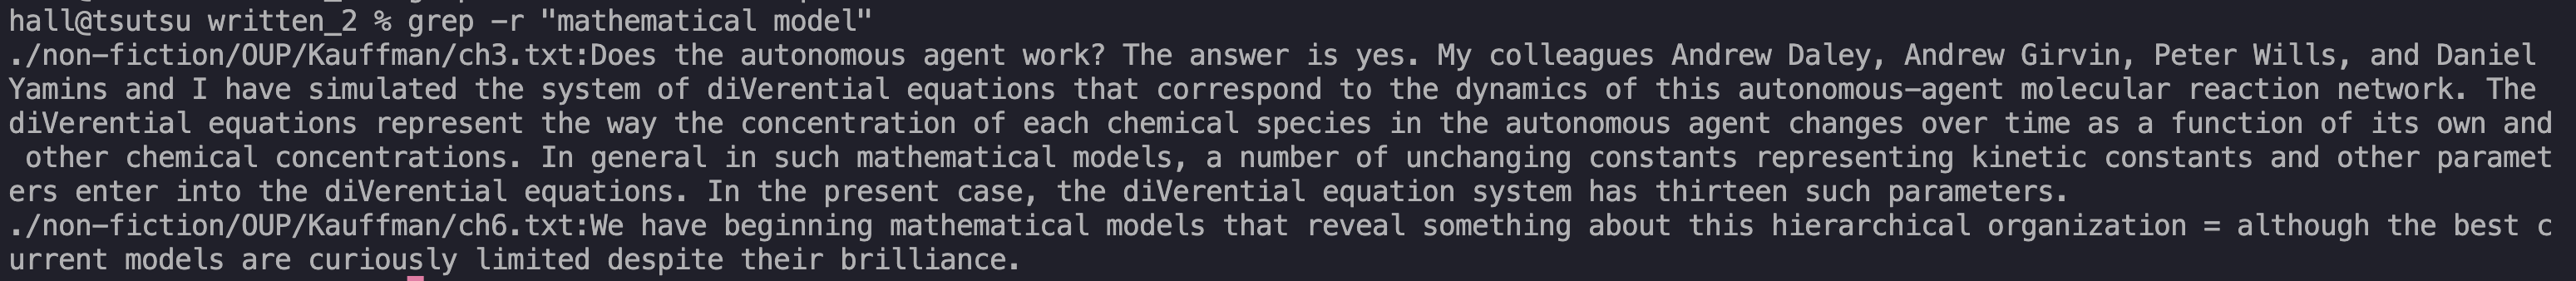 hall@tsutsu written_2 % grep -r "mathematical model"
./non-fiction/OUP/Kauffman/ch3.txt:Does the autonomous agent work? The answer is yes. My colleagues Andrew Daley, Andrew Girvin, Peter Wills, and Daniel
Yamins and I have simulated the system of diVerential equations that correspond to the dynamics of this autonomous-agent molecular reaction network. The
diVerential equations represent the way the concentration of each chemical species in the autonomous agent changes over time as a function of its own and
 other chemical concentrations. In general in such mathematical models, a number of unchanging constants representing kinetic constants and other paramet
ers enter into the diVerential equations. In the present case, the diVerential equation system has thirteen such parameters.
./non-fiction/OUP/Kauffman/ch6.txt:We have beginning mathematical models that reveal something about this hierarchical organization = although the best c
urrent models are curiously limited despite their brilliance.